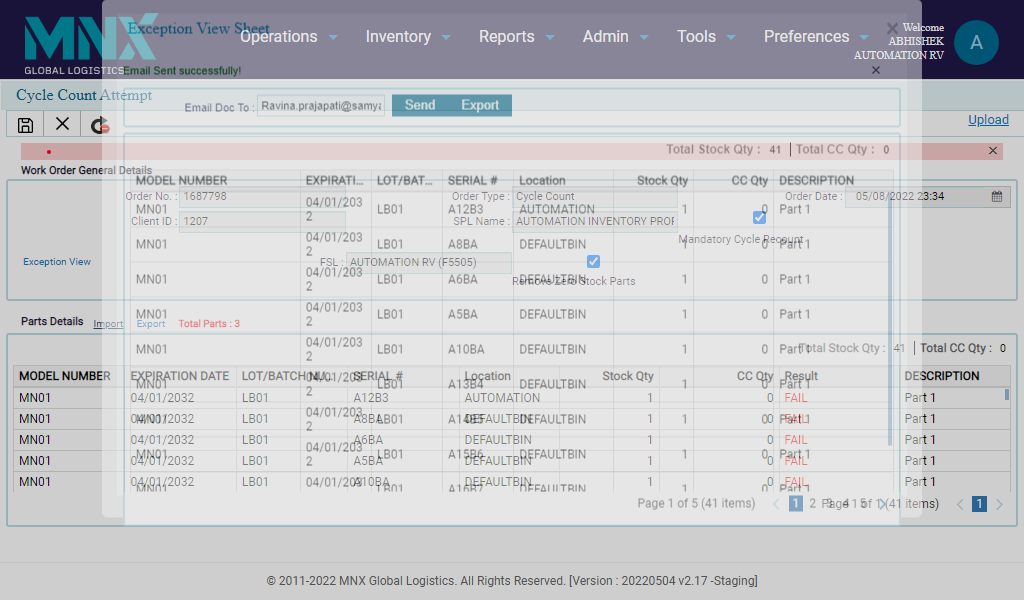 MNX
GLOBAL LOGISTICS
Operations Inventory Reports Admin Tools Preferences
Welcome
ABHISHEK
AUTOMATION RV
A
Exception View Sheet
Email Sent successfully!
Email Doc To : Ravina.prajapati@samya Send Export
Total Stock Qty : 41 Total CC Qty : 0
MODEL NUMBER EXPIRATI... LOT/BAT... SERIAL # Location Stock Qty CC Qty DESCRIPTION
MN01 04/01/2032 LB01 A12B3 AUTOMATION 1 0 Part 1
MN01 04/01/2032 LB01 A8BA DEFAULTBIN 1 0 Part 1
MN01 04/01/2032 LB01 A6BA DEFAULTBIN 1 0 Part 1
MN01 04/01/2032 LB01 A5BA DEFAULTBIN 1 0 Part 1
MN01 04/01/2032 LB01 A10BA DEFAULTBIN 1 0 Part 1
MN01 04/01/2032 LB01 A13B4 DEFAULTBIN 1 0 Part 1
MN01 04/01/2032 LB01 DEFAULTBIN 1 0 Part 1
MN01 04/01/2032 LB01 A15B6 DEFAULTBIN 1 0 Part 1
MN01 04/01/203 LB01 A16B7 DEFAULTBIN 1 0 Part 1
Page 1 of 5 (41 items) 1 2 3 4 5
Cycle Count Attempt
Upload
Work Order General Details
Order No. : 1687798 Order Type : Cycle Count Order Date : 05/08/2022 23:34
Client ID : 1207 SPL Name : AUTOMATION INVENTORY PROF
Mandatory Cycle Recount
Exception View FSL : AUTOMATION RV (F5505)
Remove Zero Stock Parts
Parts Details Import Export Total Parts : 3
Total Stock Qty : 41 Total CC Qty : 0
MODEL NUMBER EXPIRATION DATE LOT/BATCH NU... SERIAL # Location Stock Qty CC Qty Result DESCRIPTION
MN01 04/01/2032 LB01 A12B3 AUTOMATION 1 0 FAIL Part 1
MN01 04/01/2032 LB01 A8BA DEFAULTBIN 1 0 FAIL Part 1
MN01 04/01/2032 LB01 A6BA DEFAULTBIN 1 0 FAIL Part 1
MN01 04/01/2032 LB01 A5BA DEFAULTBIN 1 0 FAIL Part 1
MN01 04/01/2032 LB01 A10BA DEFAULTBIN 1 0 FAIL Part 1
Page 1 of 1 (41 items) 1
© 2011-2022 MNX Global Logistics. All Rights Reserved. [Version : 20220504 v2.17 -Staging]